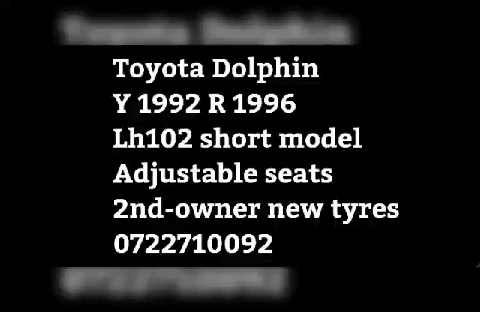 Toyota Dolphin
Y 1992 R 1996
Lh102 short model
Adjustable seats
2nd-owner new tyres
0722710092